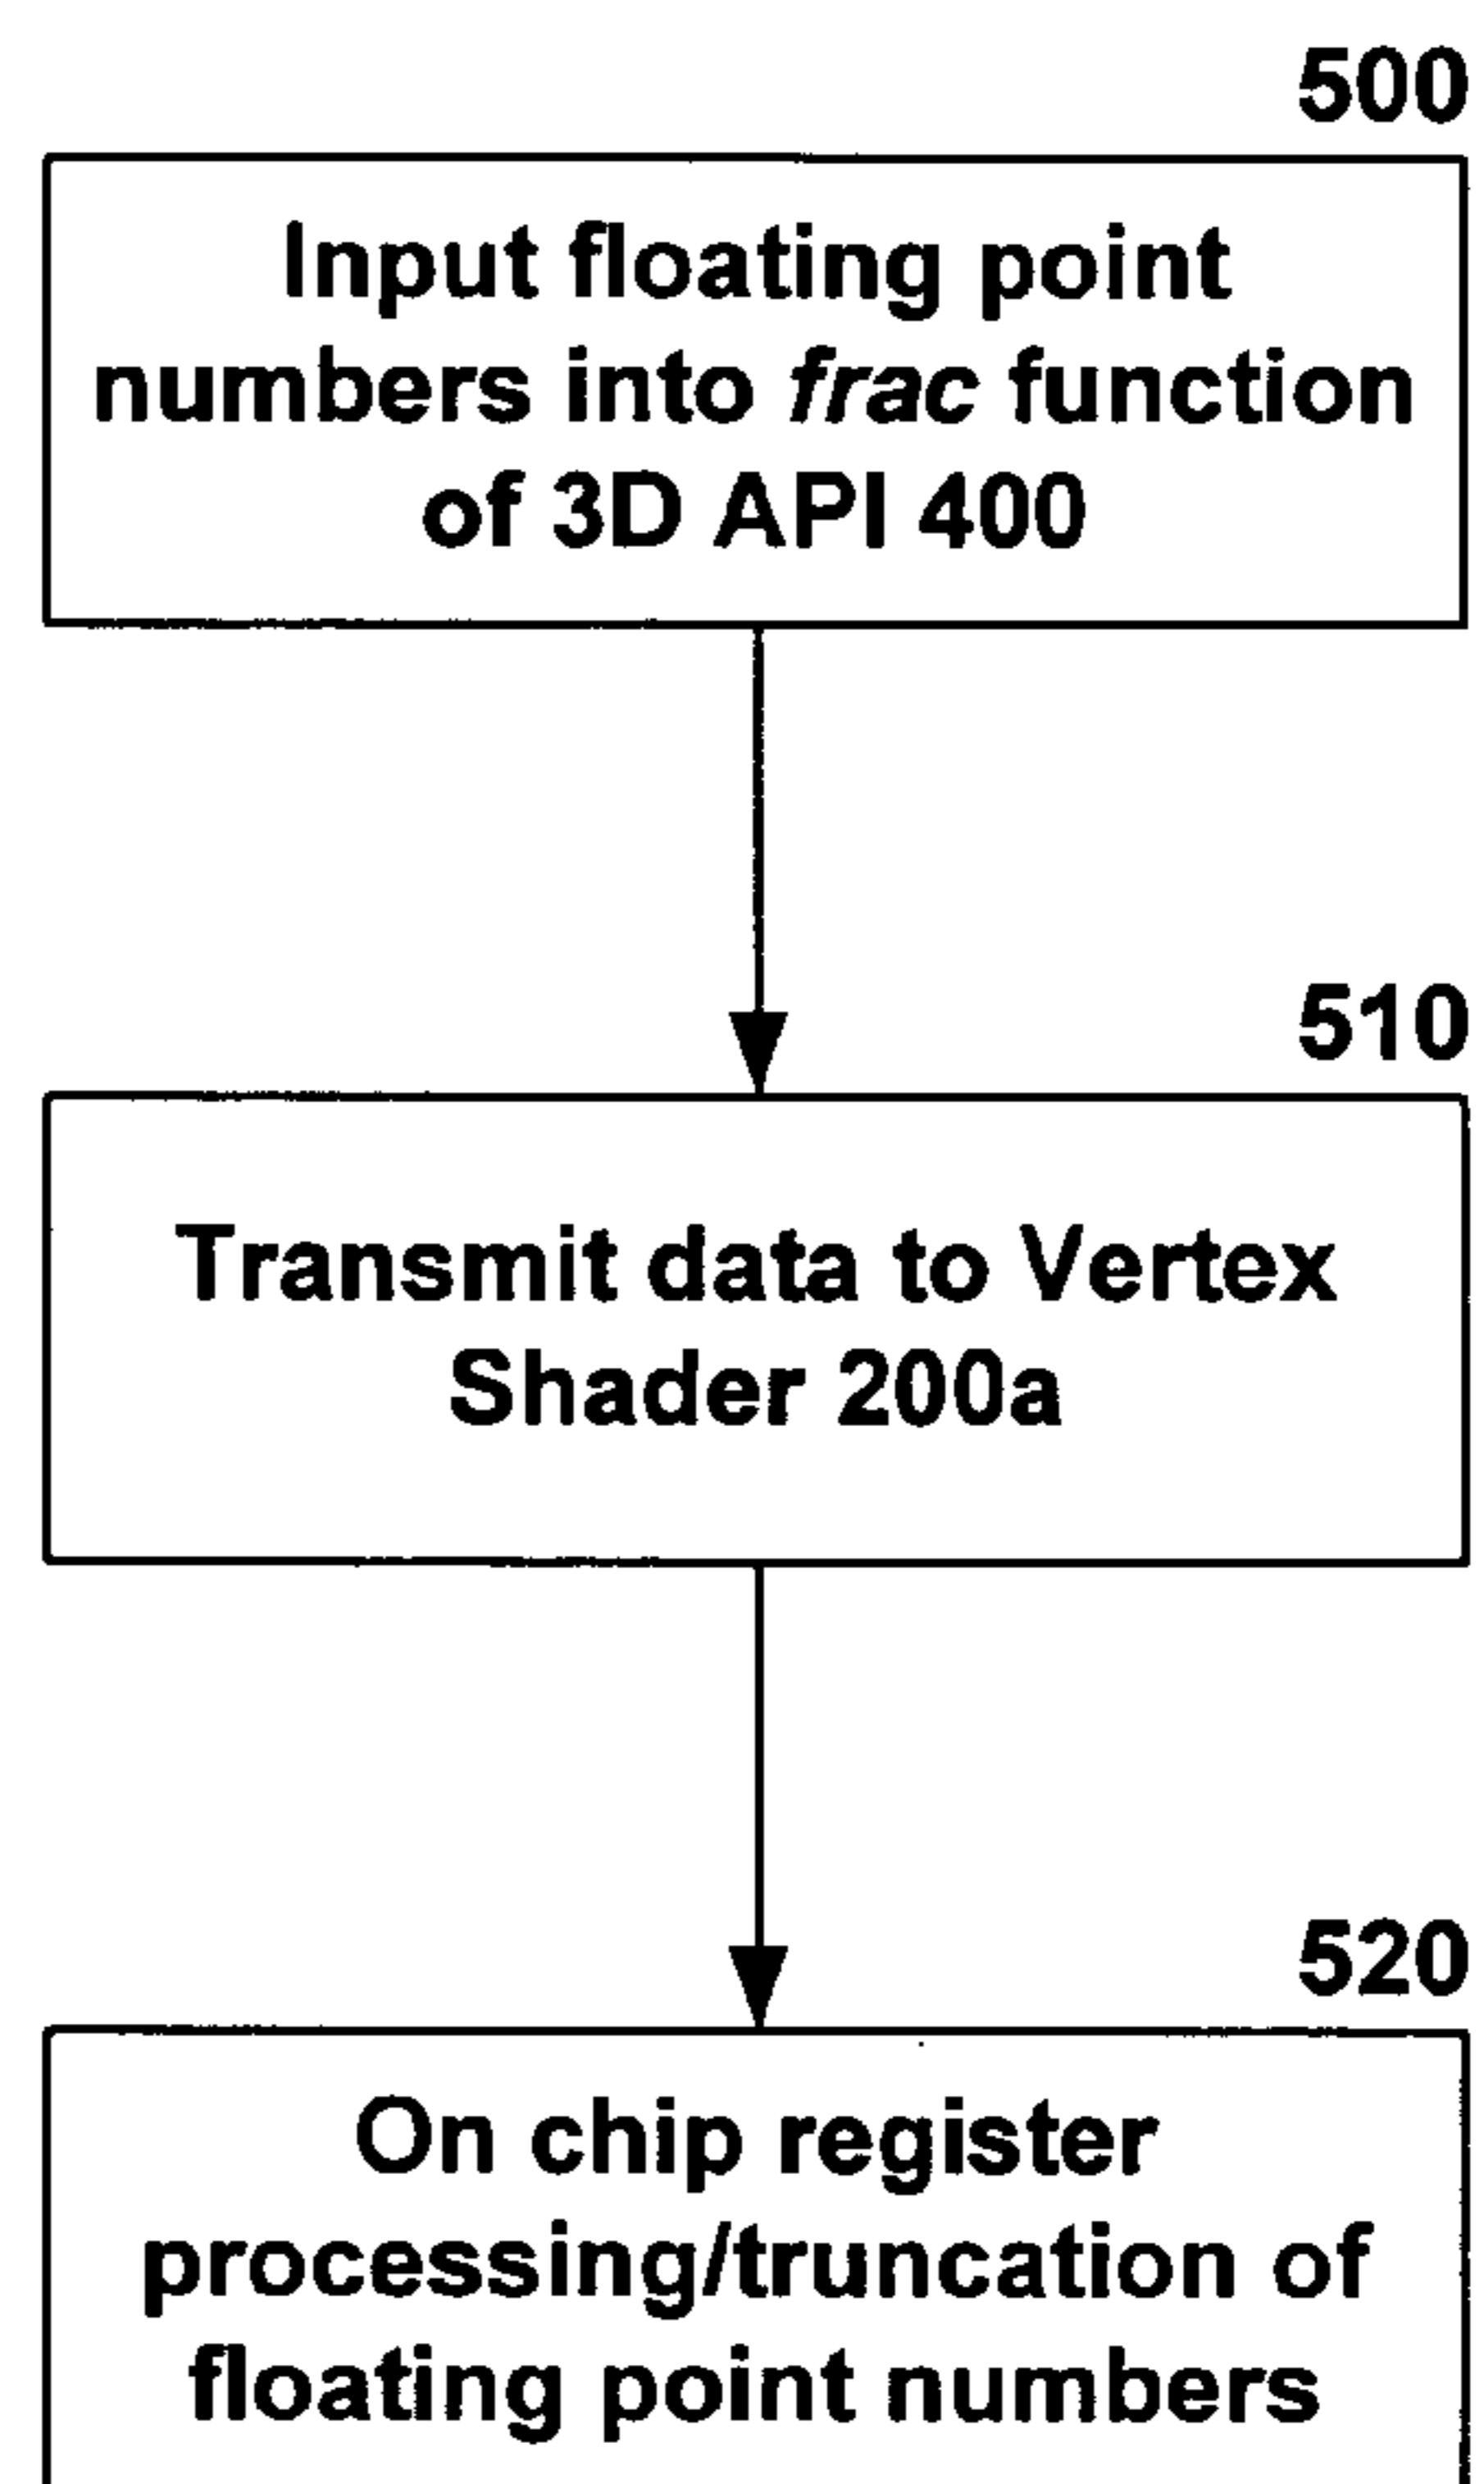 500
Input floating point
numbers into frac function
of 3D API 400
510
Transmit data to Vertex
Shader 200a
520
On chip register
processing/truncation of
floating point numbers